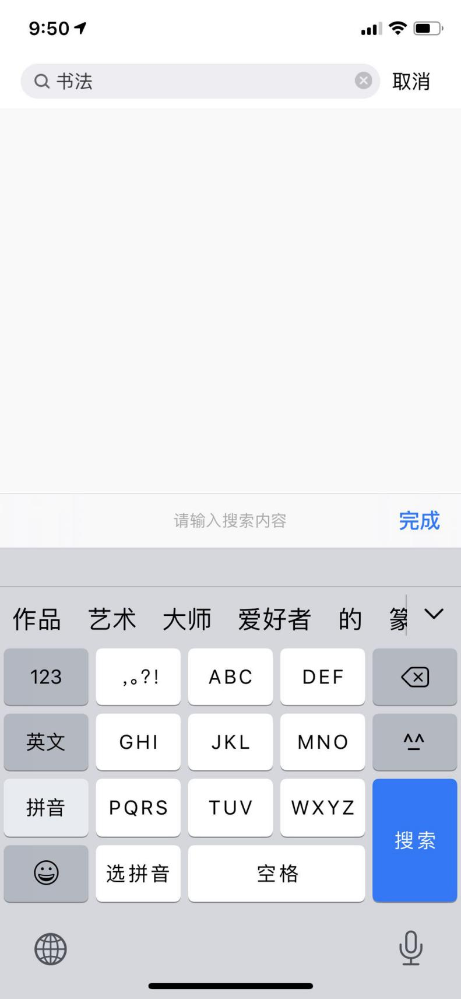 9:50
书法 取消
请输入搜索内容 完成
作品 艺术 大师 爱好者 的 篆
123 ,。?! ABC DEF
英文 GHI JKL MNO ^^
拼音 PQRS TUV WXYZ
搜索
选拼音 空格